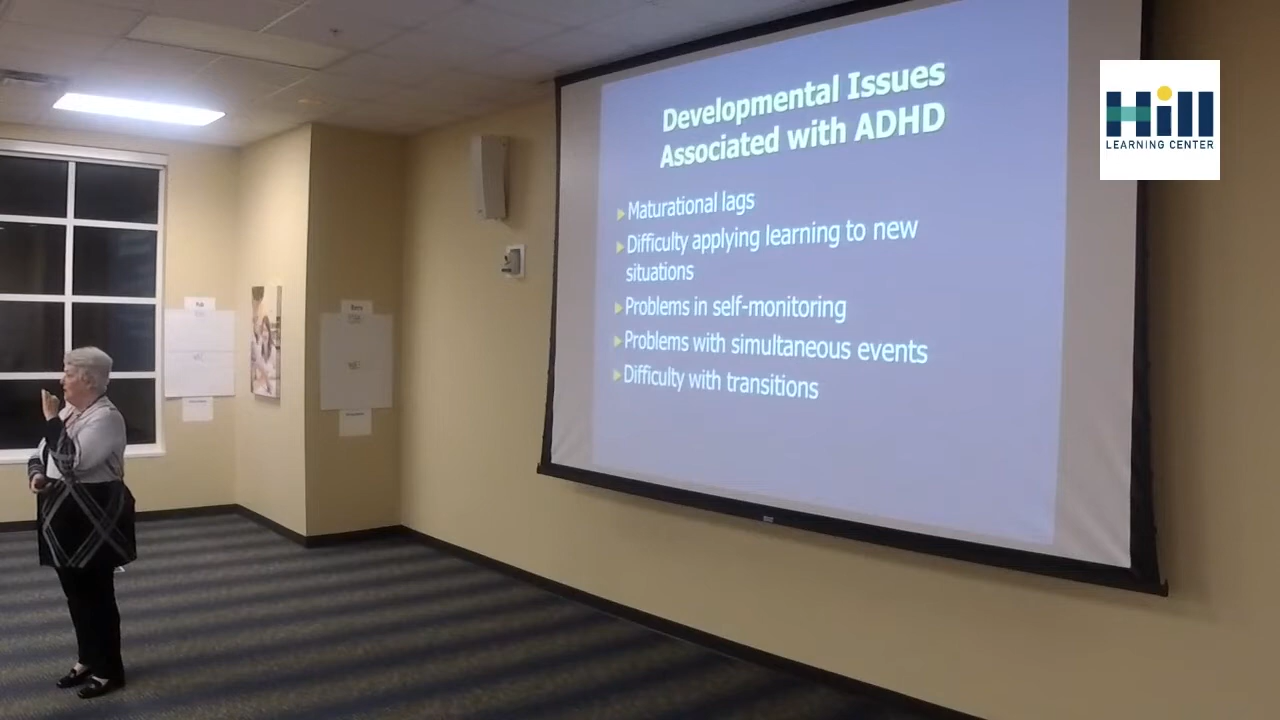 Developmental Issues
Associated with ADHD
Maturational lags
Difficulty applying learning to new
situations
Problems in self-monitoring
Problems with simultaneous events
Difficulty with transitions
Hill
LEARNING CENTER